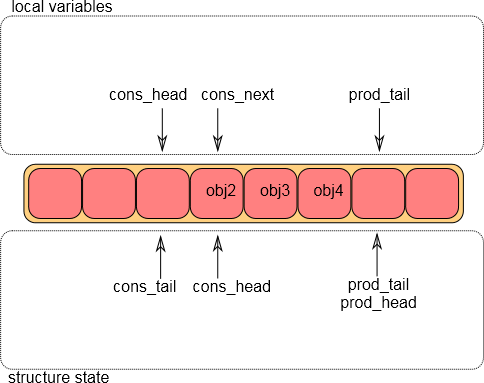 local variables
cons_head cons_next prod_tail
obj2 obj3 obj4
cons_tail cons_head prod_tail
prod_head
structure state